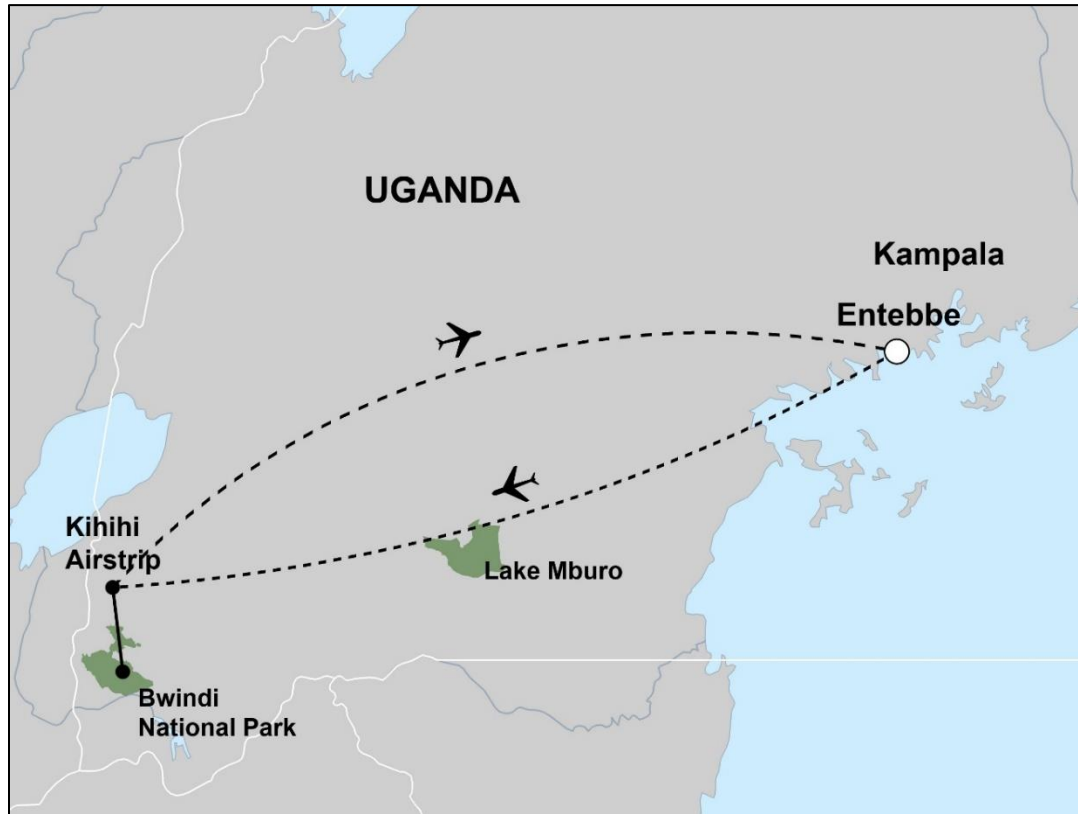 UGANDA
Kampala
Entebbe
Kihihi
Airstrip
Lake Mburo
Bwindi
National Park